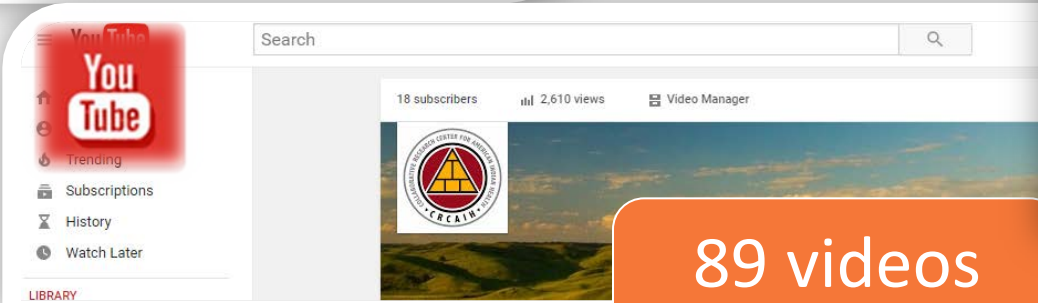 YouTube
You
Tube
Search
18 subscribers
2,610 views
Video Manager
COLLABORATIVE RESEARCH CENTER FOR AMERICAN INDIAN HEALTH
CRCAIH
Trending
Subscriptions
History
Watch Later
LIBRARY
89 videos